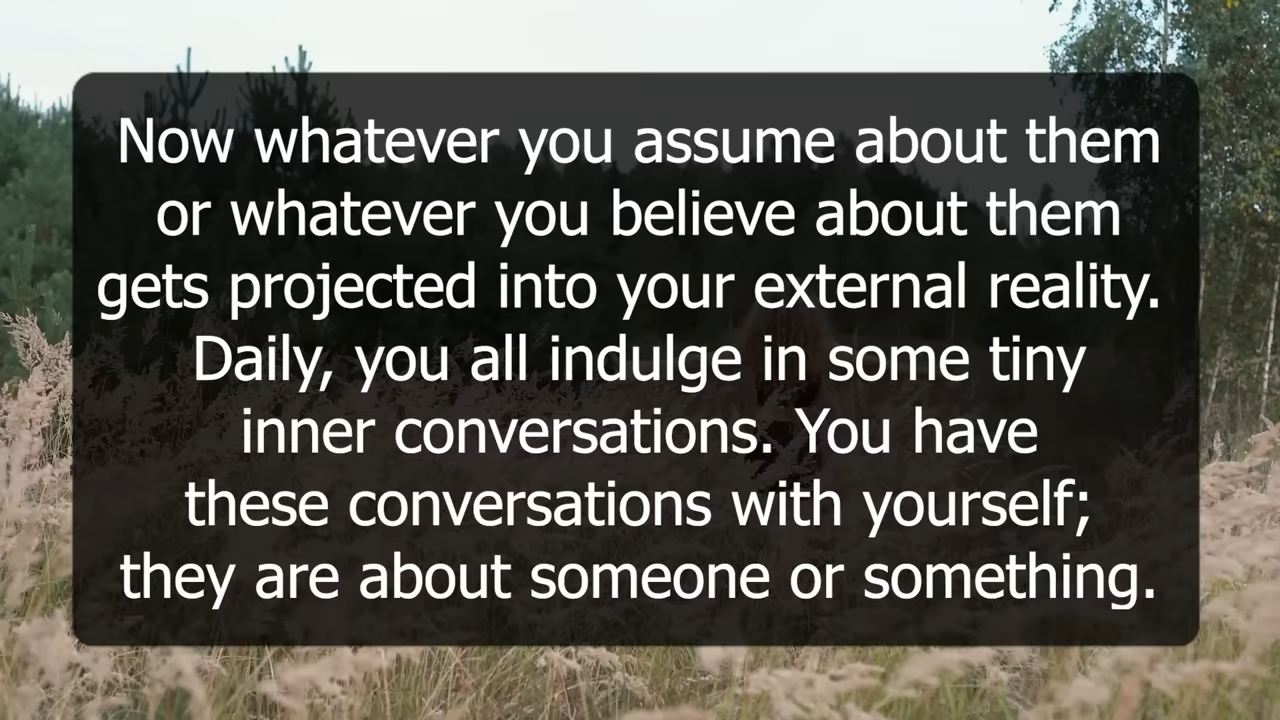 Now whatever you assume about them
or whatever you believe about them
gets projected into your external reality.
Daily, you all indulge in some tiny
inner conversations. You have
these conversations with yourself;
they are about someone or something.